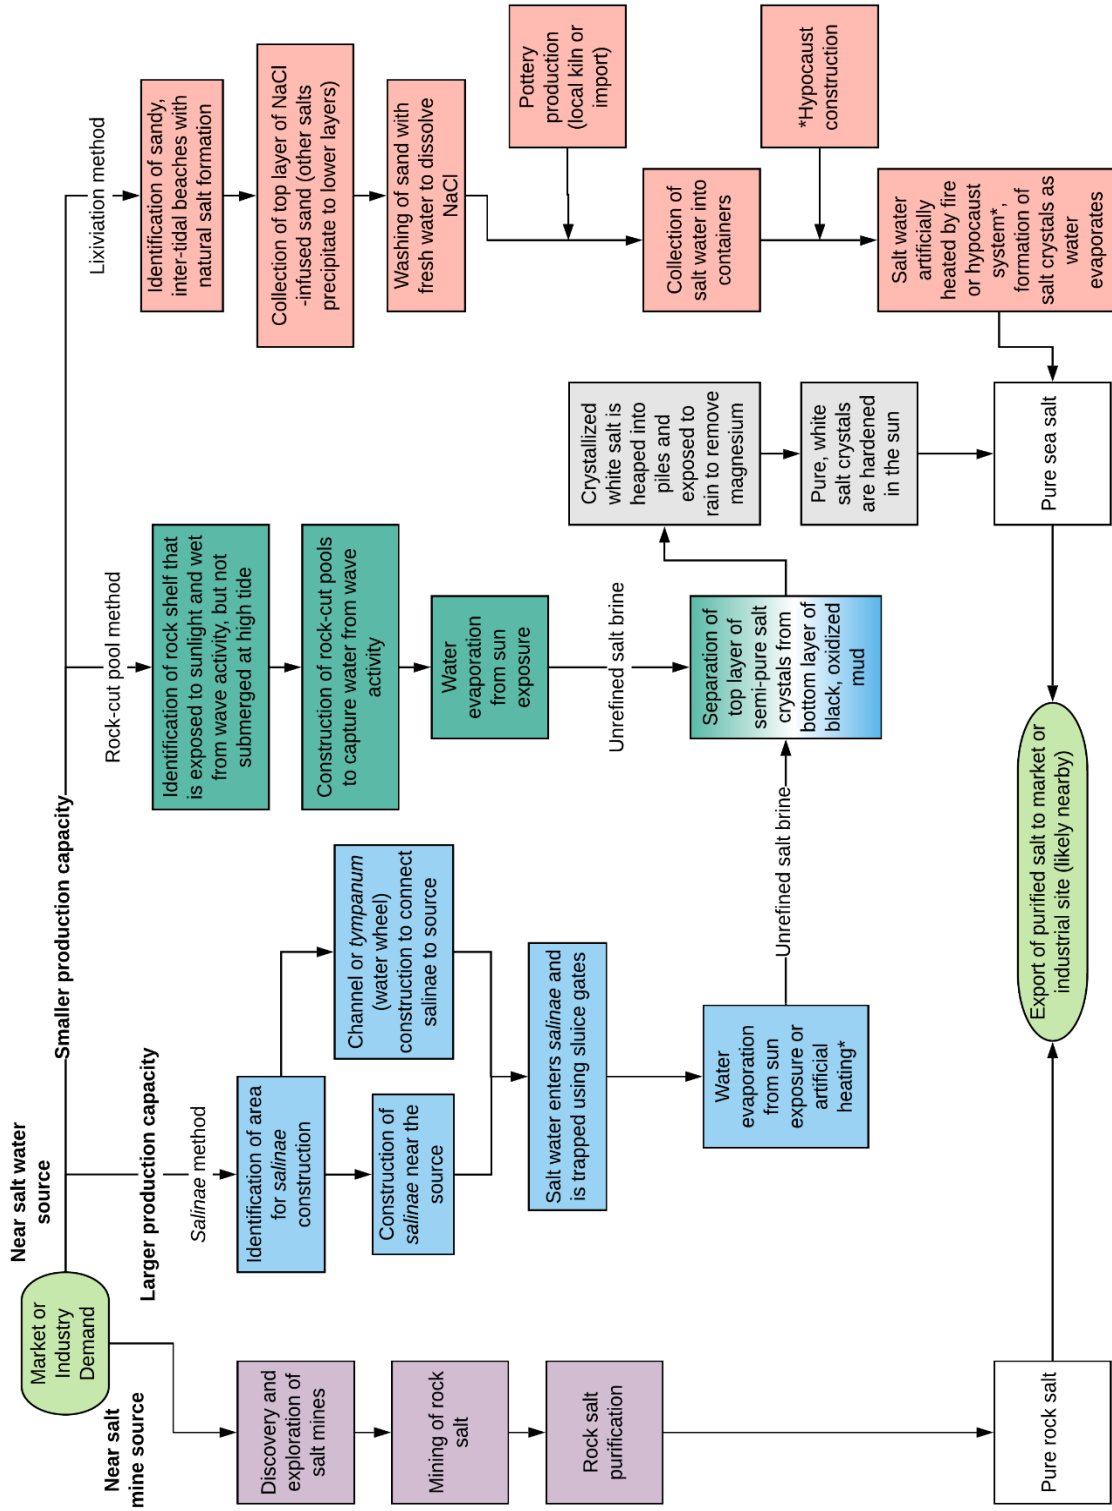 Market or
Industry
Demand
Near salt water
source
Near salt
mine source
Smaller production capacity
Larger production capacity
Discovery and
exploration of
salt mines
Mining of rock
salt
Rock salt
purification
Pure rock salt
Salinae method
Identification of area
for salinae
construction
Construction of
salinae near the
source
Channel or tympanum
(water wheel)
construction to connect
salinae to source
Salt water enters salinae and
is trapped using sluice gates
Water
evaporation
from sun
exposure or
artificial
heating*
Unrefined salt brine
Rock-cut pool method
Identification of rock shelf that
is exposed to sunlight and wet
from wave activity, but not
submerged at high tide
Construction of rock-cut pools
to capture water from wave
activity
Water
evaporation
from sun
exposure
Unrefined salt brine
Separation of
top layer of
semi-pure salt
crystals from
bottom layer of
black, oxidized
mud
Crystallized
white salt is
heaped into
piles and
exposed to
rain to remove
magnesium
Pure, white
salt crystals
are hardened
in the sun
Pure sea salt
Lixiviation method
Identification of sandy,
inter-tidal beaches with
natural salt formation
Collection of top layer of NaCl
-infused sand (other salts
precipitate to lower layers)
Washing of sand with
fresh water to dissolve
NaCl
Pottery
production
(local kiln or
import)
Collection of
salt water into
containers
*Hypocaust
construction
Salt water
artificially
heated by fire
or hypocaust
system*,
formation of
salt crystals as
water
evaporates
Export of purified salt to market or
industrial site (likely nearby)